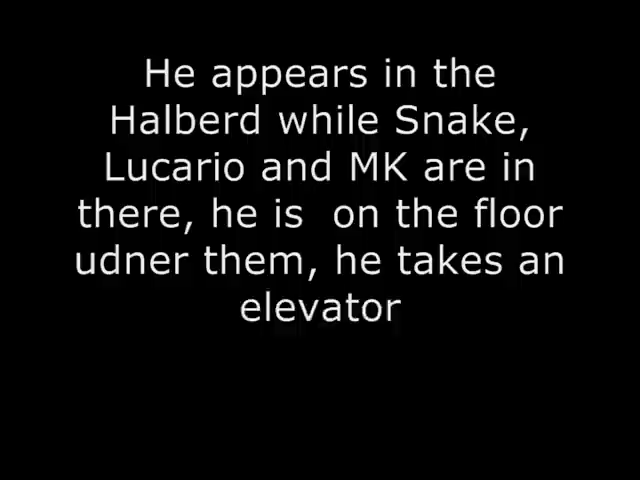 He appears in the
Halberd while Snake,
Lucario and MK are in
there, he is  on the floor
udner them, he takes an
elevator